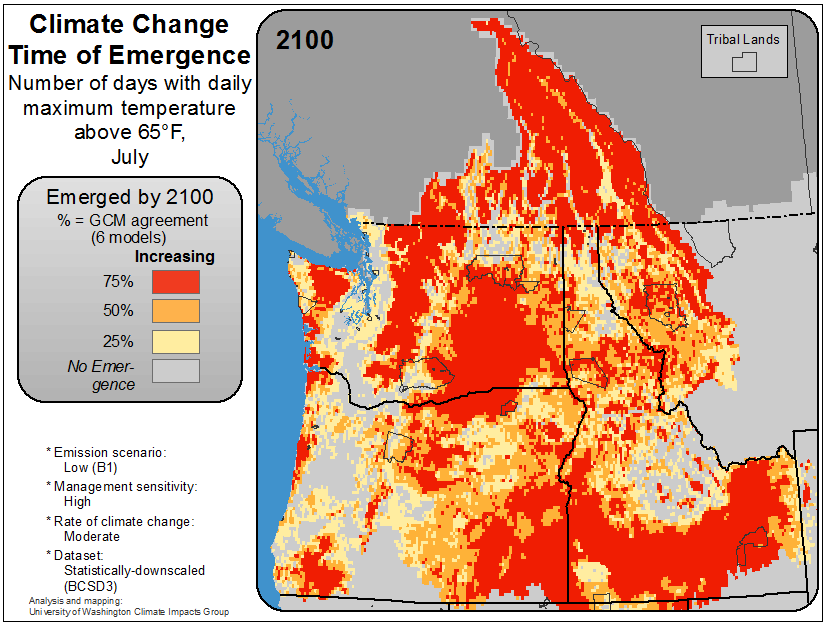 Climate Change
Time of Emergence
Number of days with daily
maximum temperature
above 65°F,
July
Emerged by 2100
% = GCM agreement
(6 models)
Increasing
75%
50%
25%
No Emer-
gence
* Emission scenario:
Low (B1)
* Management sensitivity:
High
* Rate of climate change:
Moderate
* Dataset:
Statistically-downscaled
(BCSD3)
Analysis and mapping:
University of Washington Climate Impacts Group
2100
Tribal Lands